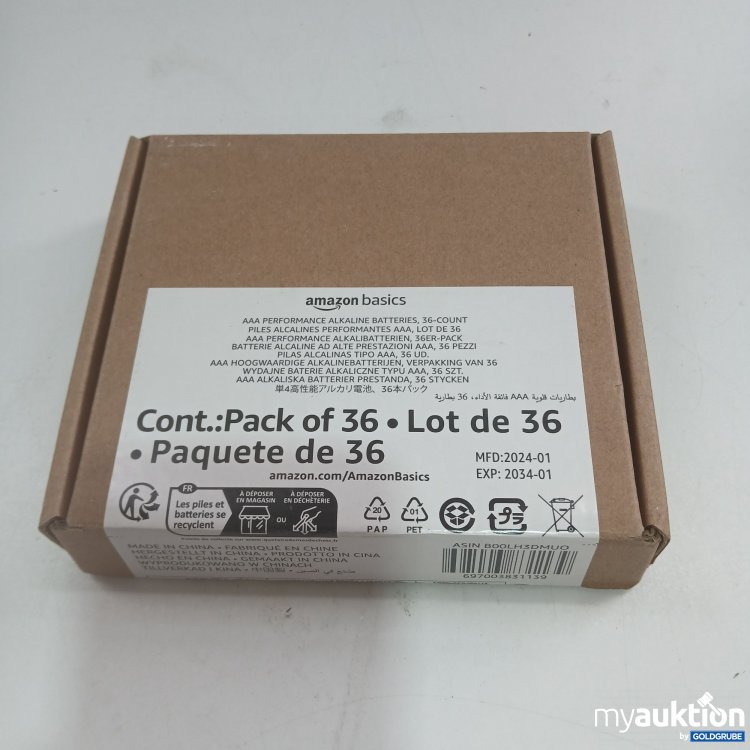 amazon basics
AAA PERFORMANCE ALKALINE BATTERIES, 36-COUNT
PILES ALCALINES PERFORMANTES AAA, LOT DE 36
AAA PERFORMANCE ALKALIBATTERIEN, 36ER-PACK
BATTERIE ALCALINE AD ALTE PRESTAZIONI AAA, 36 PEZZI
PILAS ALCALINAS TIPO AAA, 36 UD.
AAA HOOGWAARDIGE ALKALINEBATTERIJEN, VERPAKKING VAN 36
WYDAJNE BATERIE ALKALICZNE TYPU AAA, 36 SZT.
AAA ALKALISKA BATTERIER PRESTANDA, 36 STYCKEN
単4高性能アルカリ電池、36本パック
بطاريات قلوية AAA فائقة الأداء، 36 بطارية
Cont.:Pack of 36 • Lot de 36
• Paquete de 36
MFD:2024-01
EXP: 2034-01
amazon.com/AmazonBasics
FR
Les piles et
batteries se
recyclent
À DÉPOSER
EN MAGASIN
OU
À DÉPOSER
EN DÉCHÈTERIE
20
PAP
01
PET
MADE IN CHINA • FABRIQUÉ EN CHINE
HERGESTELLT IN CHINA • PRODOTTO IN CINA
HECHO EN CHINA • GEMAAKT IN CHINA
WYPRODUKOWANO W CHINACH
TILLVERKAD I KINA • 中国製 • صنع في الصين
ASIN B00LH3DMUO
697003831139
myauktion
by GOLDGRUBE